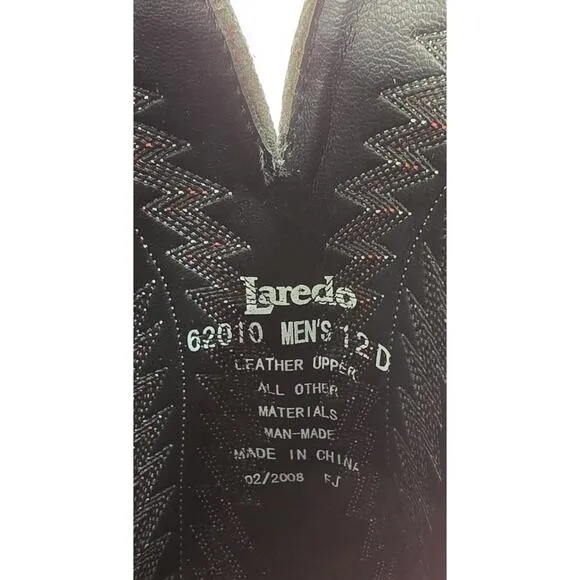 Laredo
62010 MEN'S 12 D
LEATHER UPPER
ALL OTHER
MATERIALS
MAN-MADE
MADE IN CHINA
02/2008 FJ